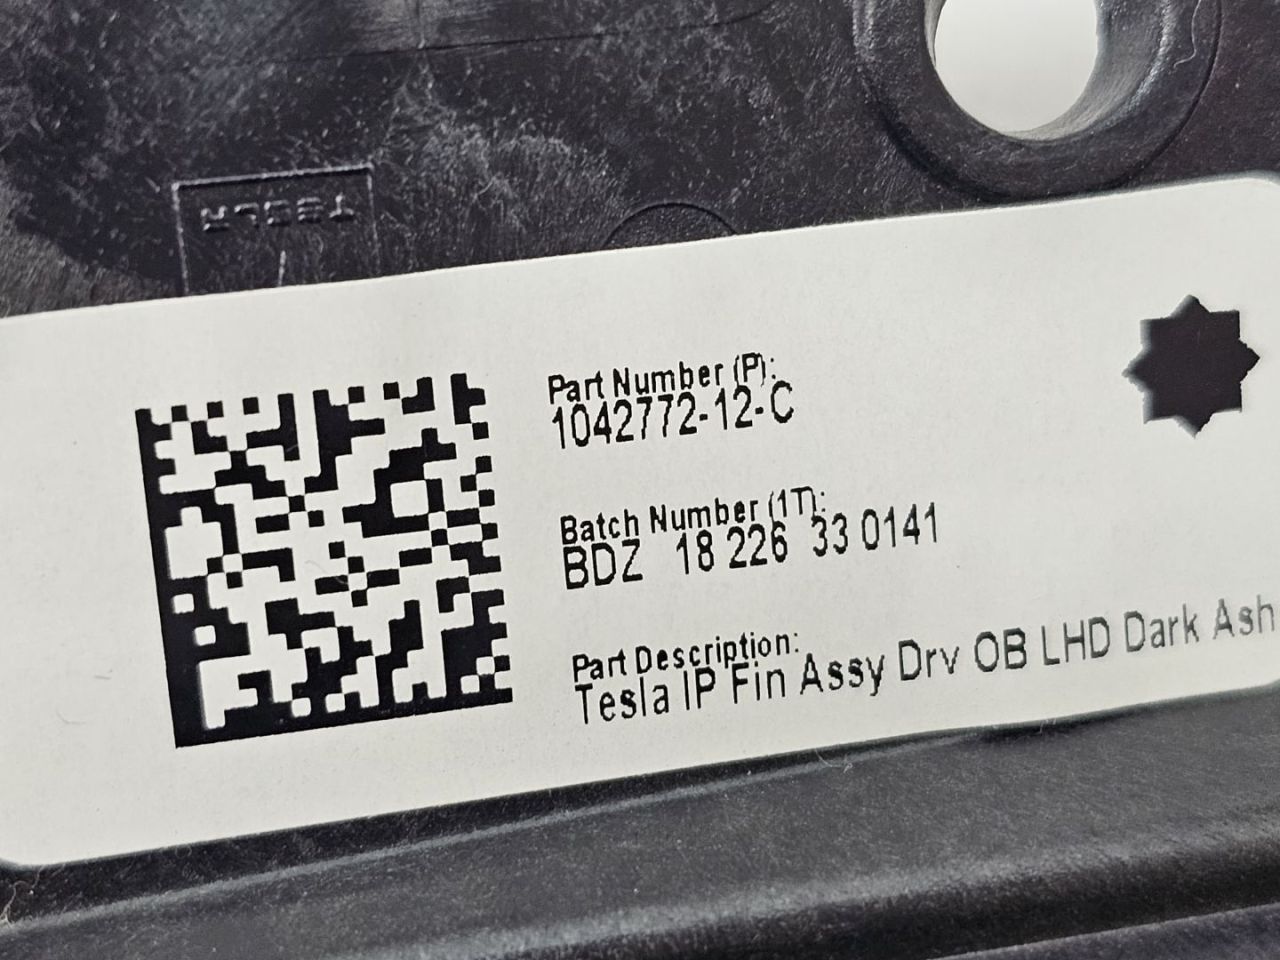 TESLA
Part Number (P):
1042772-12-C
Batch Number (1T):
BDZ 18 226 33 0141
Part Description:
Tesla IP Fin Assy Drv OB LHD Dark Ash